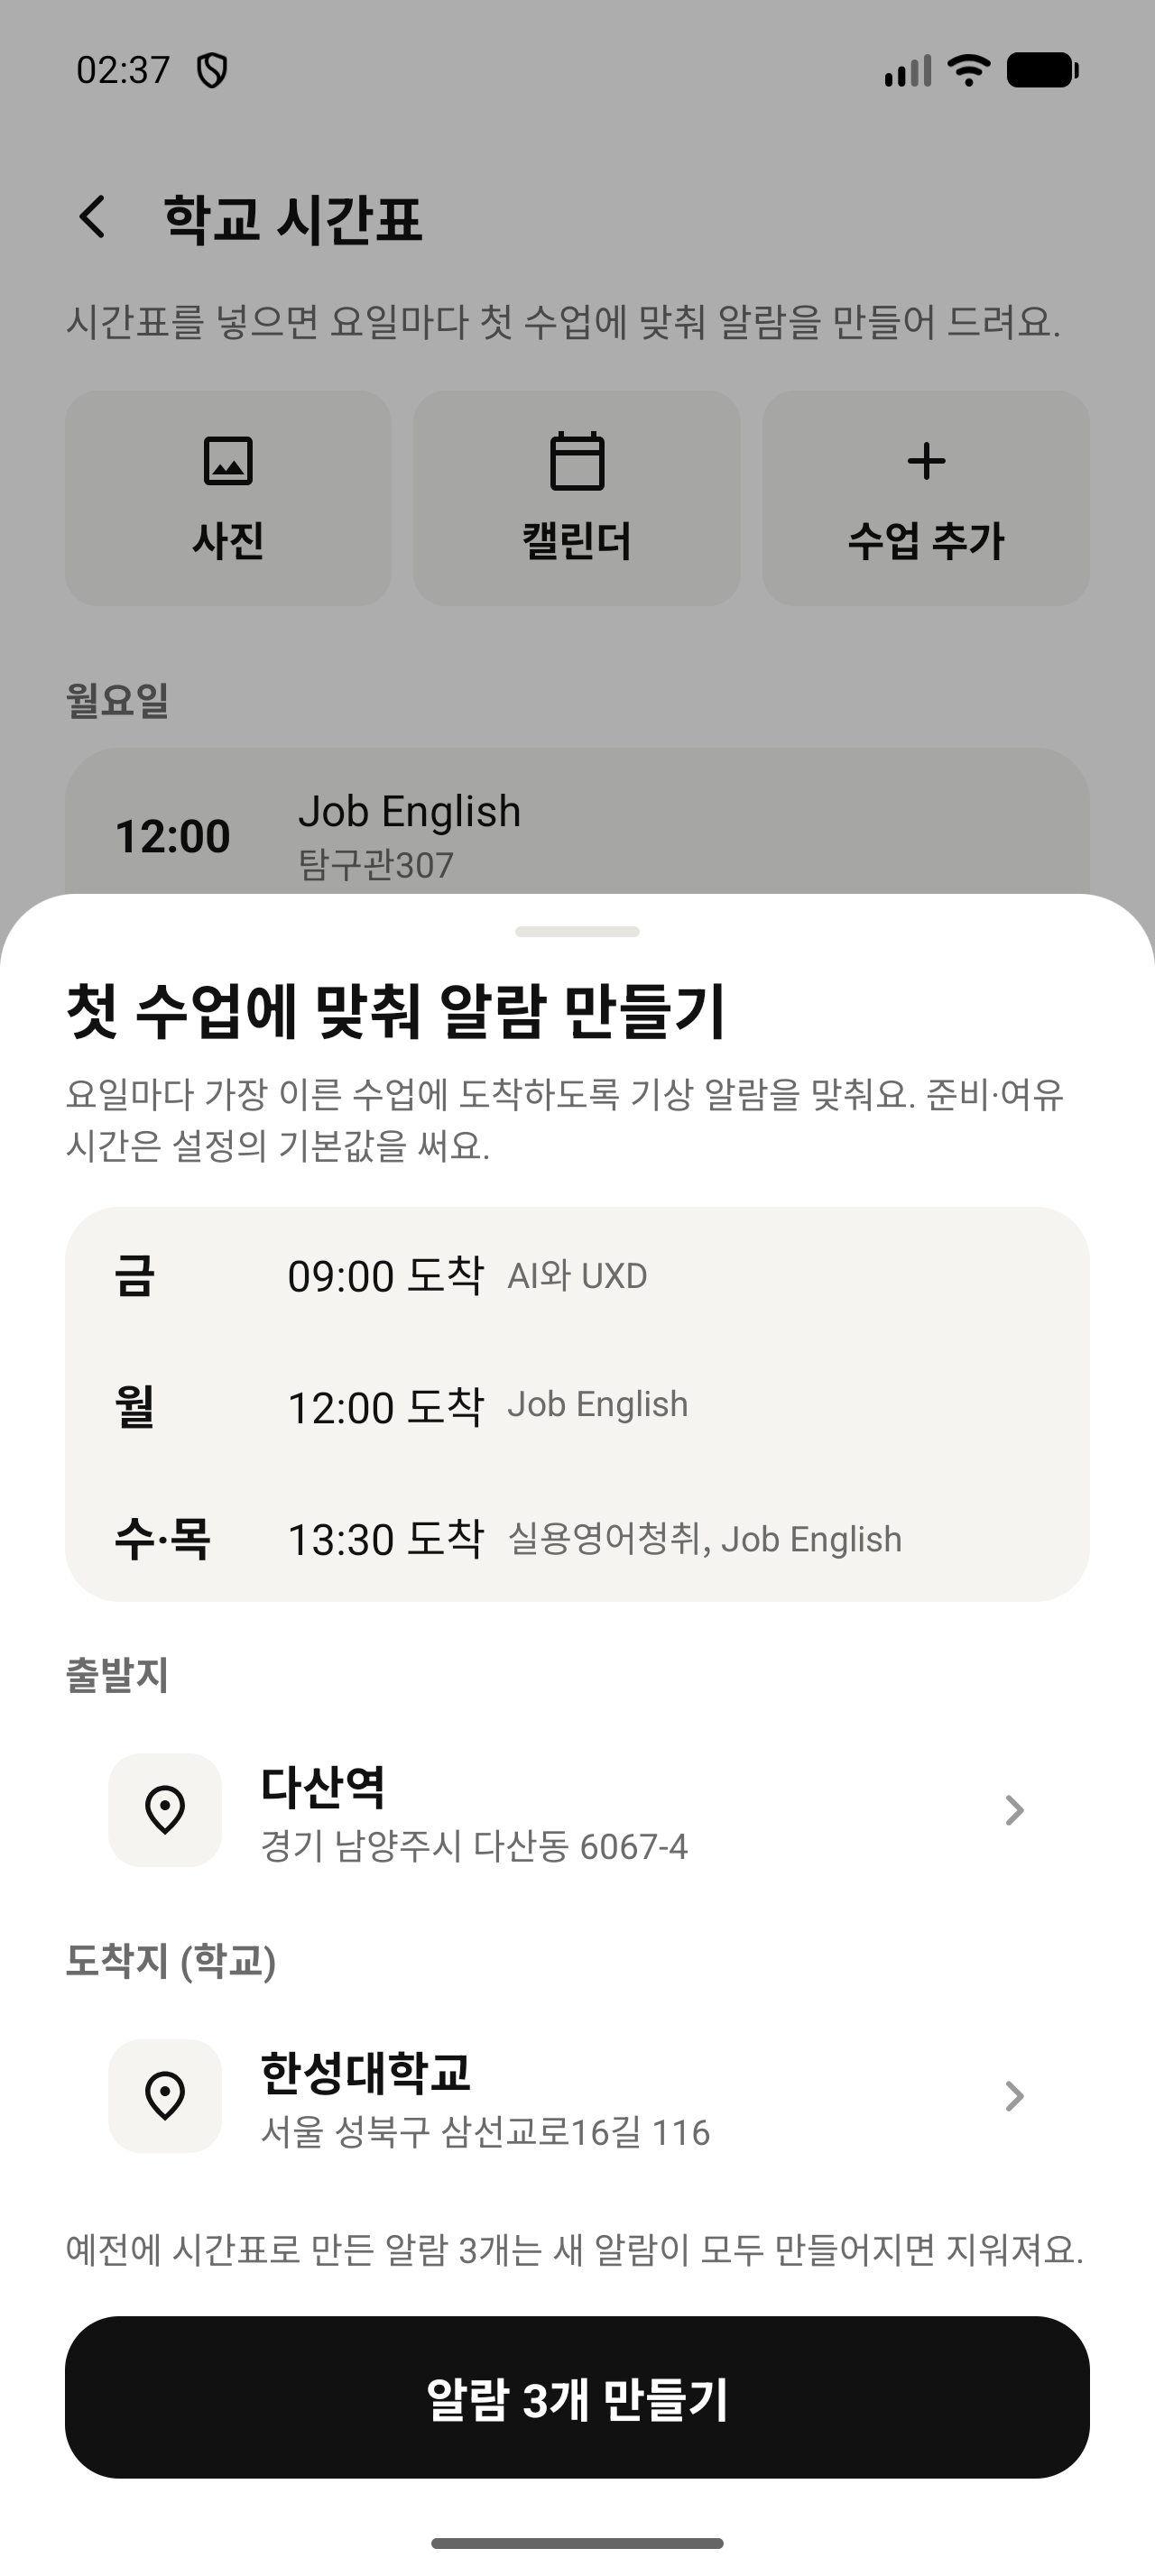 02:37
학교 시간표
시간표를 넣으면 요일마다 첫 수업에 맞춰 알람을 만들어 드려요.
사진
캘린더
수업 추가
월요일
12:00
Job English
탐구관307
첫 수업에 맞춰 알람 만들기
요일마다 가장 이른 수업에 도착하도록 기상 알람을 맞춰요. 준비·여유
시간은 설정의 기본값을 써요.
금 09:00 도착 AI와 UXD
월 12:00 도착 Job English
수·목 13:30 도착 실용영어청취, Job English
출발지
다산역
경기 남양주시 다산동 6067-4
도착지 (학교)
한성대학교
서울 성북구 삼선교로16길 116
예전에 시간표로 만든 알람 3개는 새 알람이 모두 만들어지면 지워져요.
알람 3개 만들기